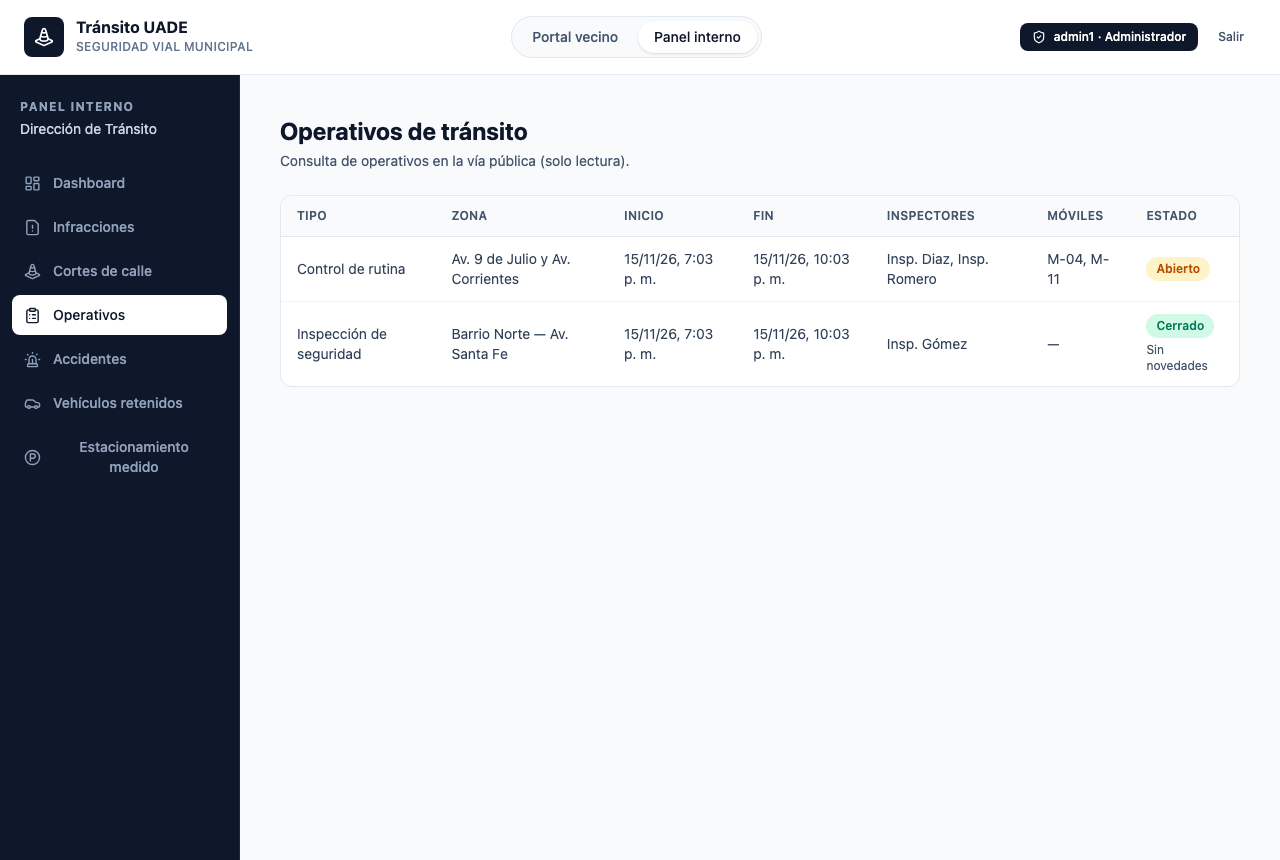 Tránsito UADE
SEGURIDAD VIAL MUNICIPAL
Portal vecino
Panel interno
admin1 · Administrador
Salir
PANEL INTERNO
Dirección de Tránsito
Dashboard
Infracciones
Cortes de calle
Operativos
Accidentes
Vehículos retenidos
Estacionamiento
medido
Operativos de tránsito
Consulta de operativos en la vía pública (solo lectura).
TIPO ZONA INICIO FIN INSPECTORES MÓVILES ESTADO
Control de rutina
Av. 9 de Julio y Av.
Corrientes
15/11/26, 7:03
p. m.
15/11/26, 10:03
p. m.
Insp. Diaz, Insp.
Romero
M-04, M-
11
Abierto
Inspección de
seguridad
Barrio Norte — Av.
Santa Fe
15/11/26, 7:03
p. m.
15/11/26, 10:03
p. m.
Insp. Gómez
—
Cerrado
Sin
novedades